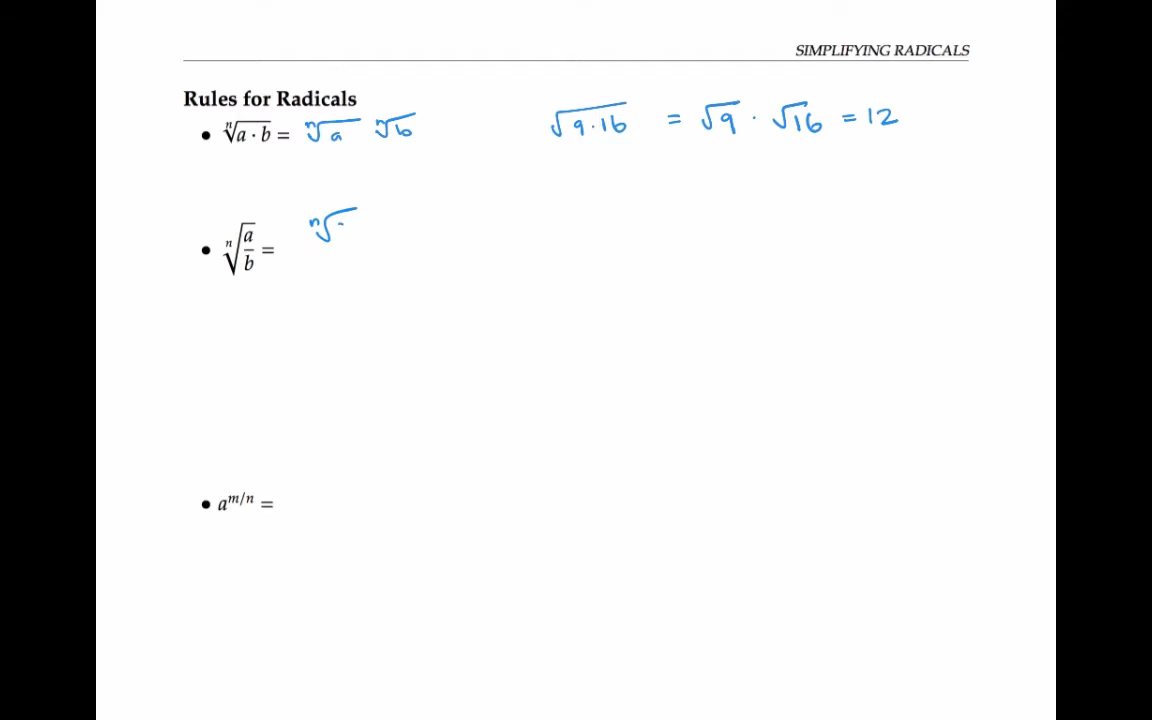 SIMPLIFYING RADICALS
Rules for Radicals
• ⁿ√(a · b) = ⁿ√a ⁿ√b √(9 · 16) = √9 · √16 = 12
• ⁿ√(a/b) = ⁿ√
• a^(m/n) =